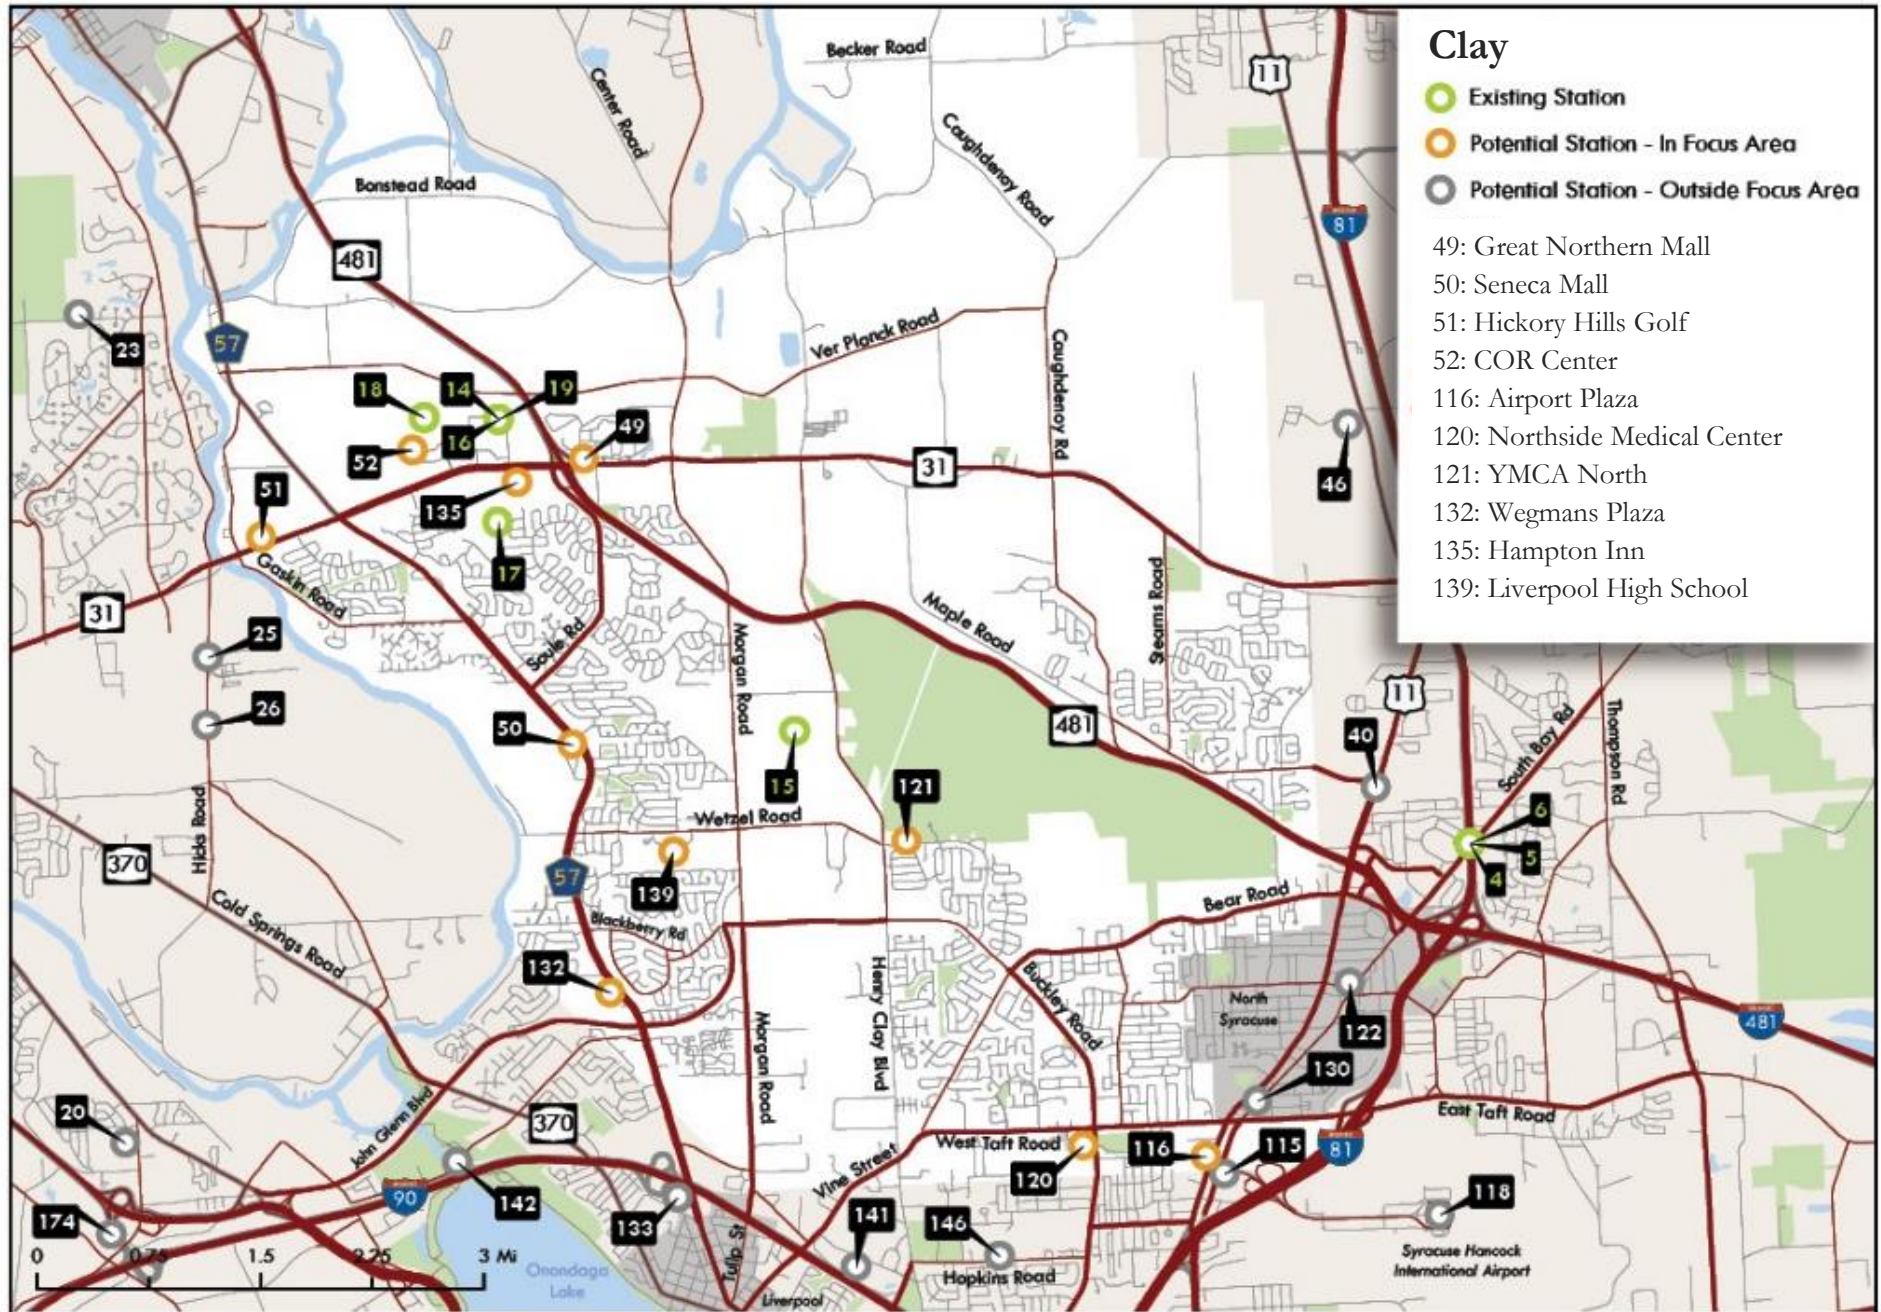 Clay
Existing Station
Potential Station - In Focus Area
Potential Station - Outside Focus Area
49: Great Northern Mall
50: Seneca Mall
51: Hickory Hills Golf
52: COR Center
116: Airport Plaza
120: Northside Medical Center
121: YMCA North
132: Wegmans Plaza
135: Hampton Inn
139: Liverpool High School
Becker Road
11
Center Road
Caughdenoy Road
Bonstead Road
81
481
23
57
Ver Planck Road
Caughdenoy Rd
18
14
19
16
49
52
31
51
135
46
17
Gaskin Road
31
Maple Road
Stearns Road
25
Soule Rd
Morgan Road
26
11
481
South Bay Rd
Thompson Rd
50
40
15
121
Wetzel Road
6
5
4
Hicks Road
370
57
139
Bear Road
Cold Springs Road
Blackberry Rd
132
Henry Clay Blvd
Buckley Road
North
Syracuse
122
481
Morgan Road
130
20
John Glenn Blvd
370
East Taft Road
West Taft Road
116
115
81
Vine Street
120
90
142
174
133
141
146
118
0
0.75
1.5
2.25
3 Mi
Onondaga
Lake
Tulip St
Liverpool
Hopkins Road
Syracuse Hancock
International Airport